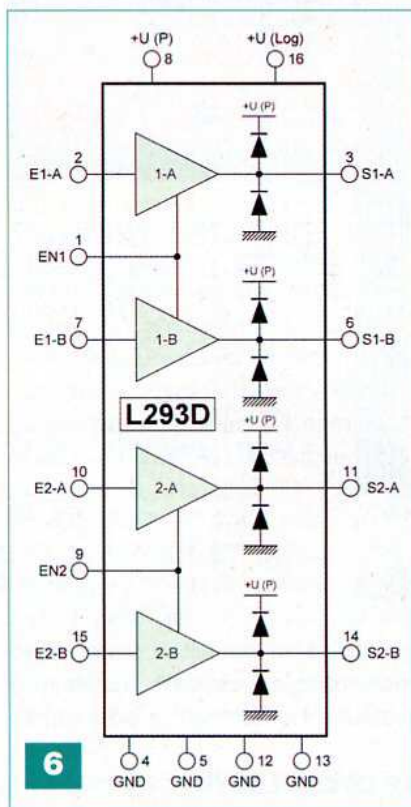 +U (P) +U (Log)
8 16
+U (P)
2 3
E1-A 1-A S1-A
1
EN1
+U (P)
7 6
E1-B 1-B S1-B
L293D
+U (P)
10 11
E2-A 2-A S2-A
9
EN2
+U (P)
15 14
E2-B 2-B S2-B
4 5 12 13
GND GND GND GND
6